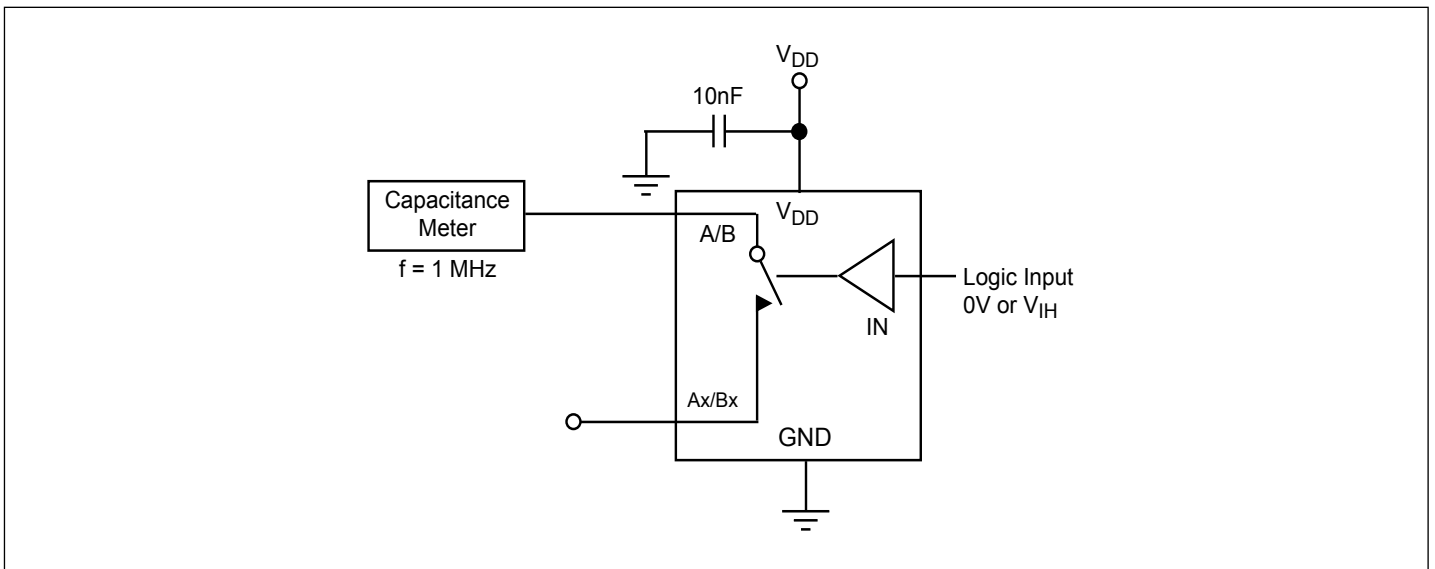 V_DD
10nF
Capacitance
Meter
f = 1 MHz
V_DD
A/B
Logic Input
0V or V_IH
IN
Ax/Bx
GND